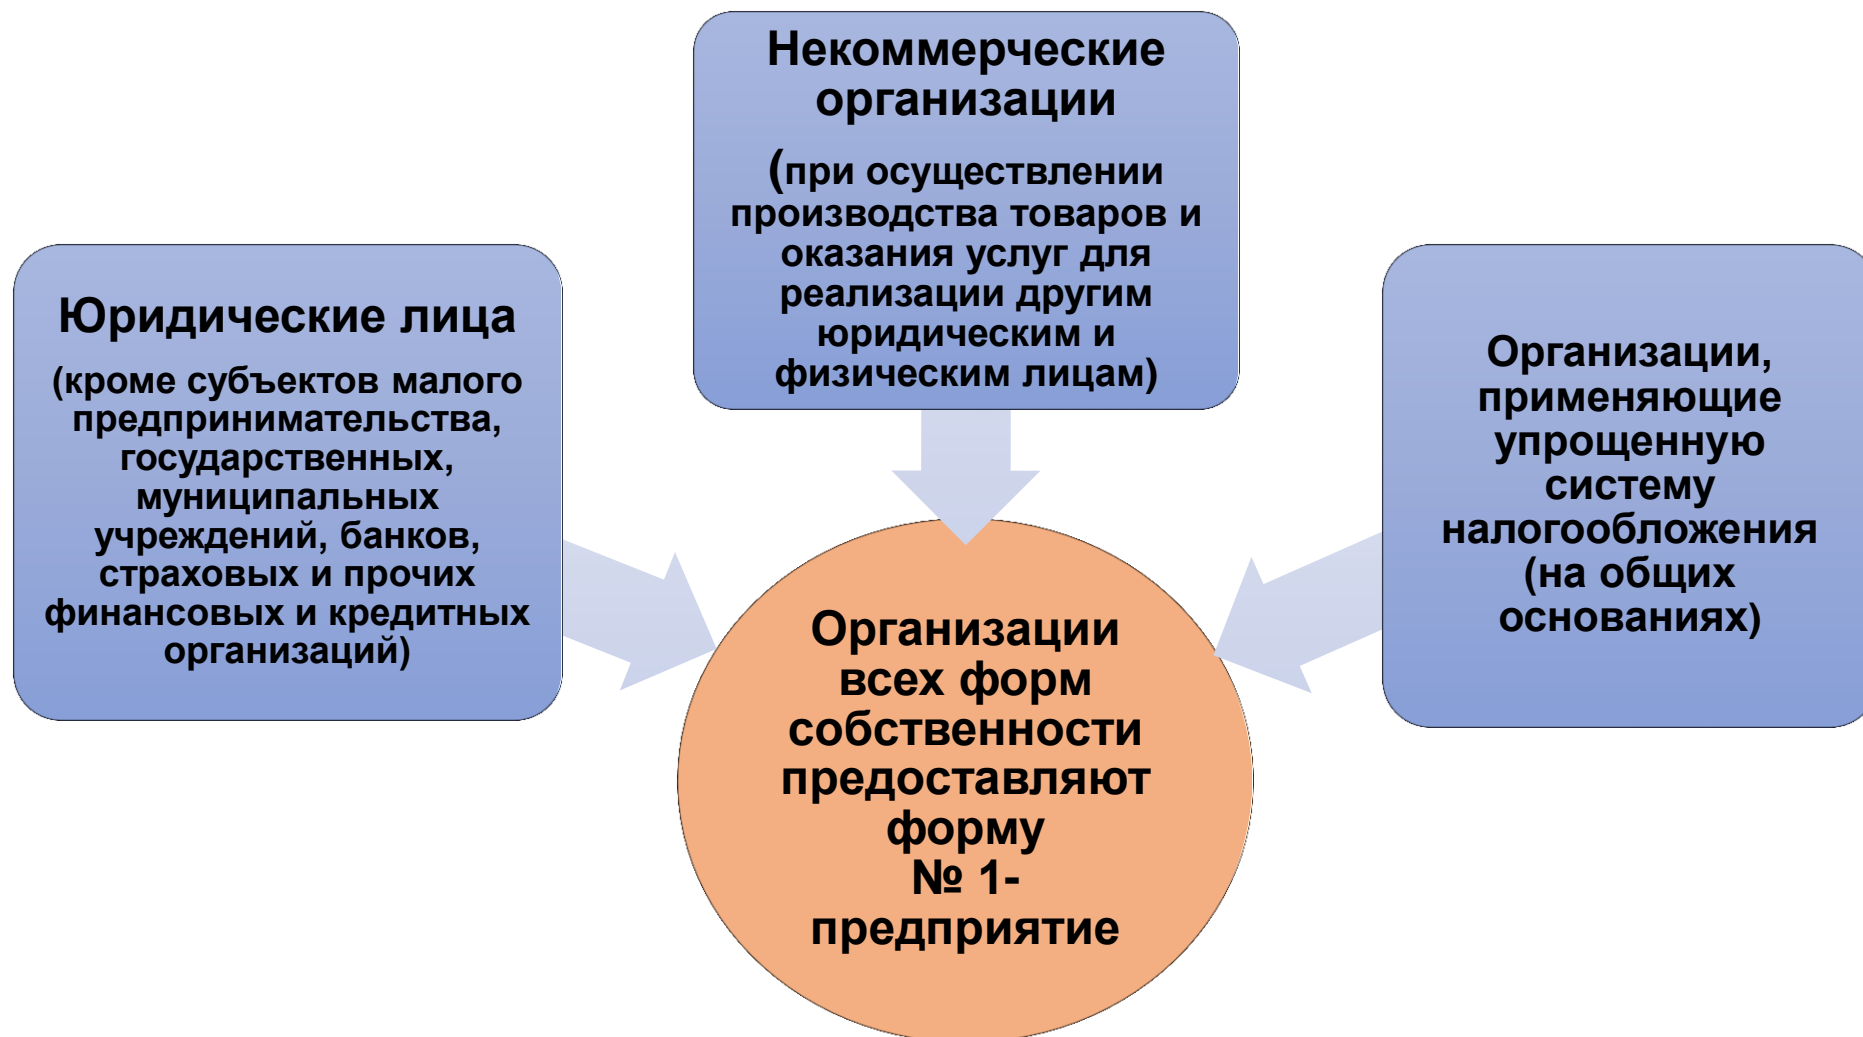 Некоммерческие
организации
(при осуществлении
производства товаров и
оказания услуг для
реализации другим
юридическим и
физическим лицам)
Юридические лица
(кроме субъектов малого
предпринимательства,
государственных,
муниципальных
учреждений, банков,
страховых и прочих
финансовых и кредитных
организаций)
Организации,
применяющие
упрощенную
систему
налогообложения
(на общих
основаниях)
Организации
всех форм
собственности
предоставляют
форму
№ 1-
предприятие